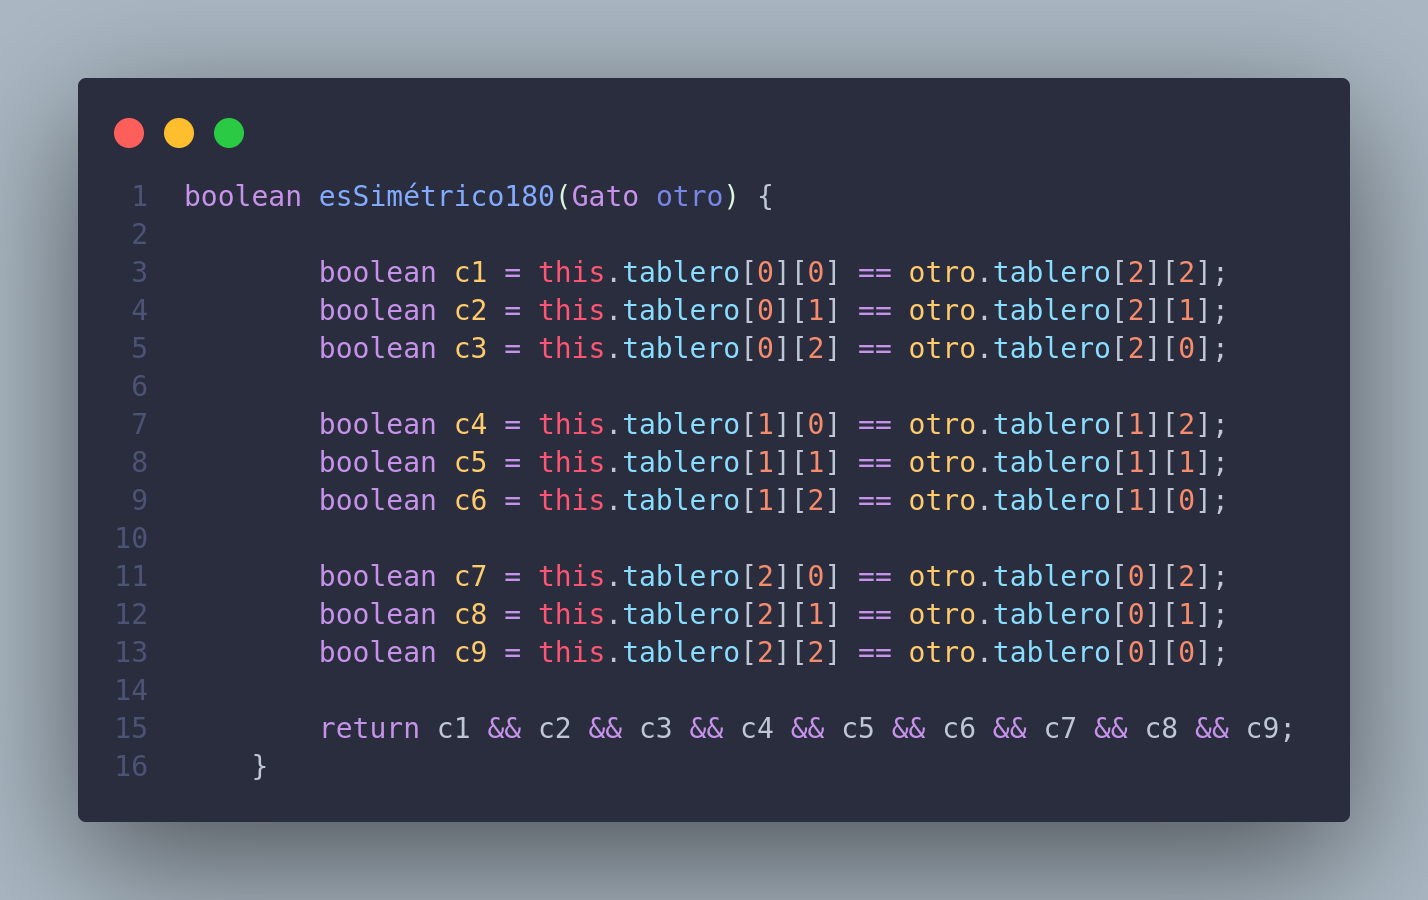 1 boolean esSimétrico180(Gato otro) {
2
3 boolean c1 = this.tablero[0][0] == otro.tablero[2][2];
4 boolean c2 = this.tablero[0][1] == otro.tablero[2][1];
5 boolean c3 = this.tablero[0][2] == otro.tablero[2][0];
6
7 boolean c4 = this.tablero[1][0] == otro.tablero[1][2];
8 boolean c5 = this.tablero[1][1] == otro.tablero[1][1];
9 boolean c6 = this.tablero[1][2] == otro.tablero[1][0];
10
11 boolean c7 = this.tablero[2][0] == otro.tablero[0][2];
12 boolean c8 = this.tablero[2][1] == otro.tablero[0][1];
13 boolean c9 = this.tablero[2][2] == otro.tablero[0][0];
14
15 return c1 && c2 && c3 && c4 && c5 && c6 && c7 && c8 && c9;
16 }